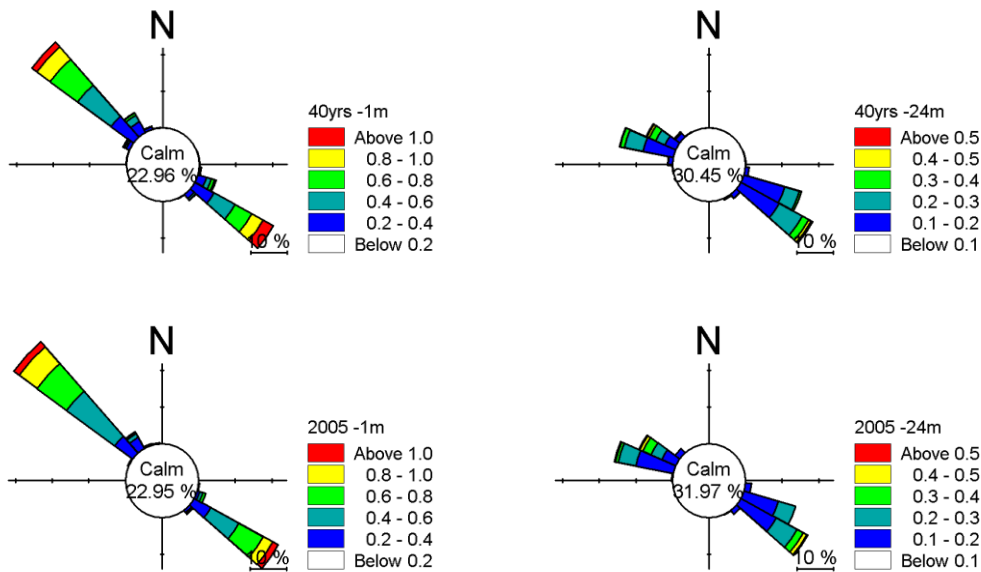 N
Calm
22.96 %
10 %
40yrs -1m
Above 1.0
0.8 - 1.0
0.6 - 0.8
0.4 - 0.6
0.2 - 0.4
Below 0.2
N
Calm
30.45 %
10 %
40yrs -24m
Above 0.5
0.4 - 0.5
0.3 - 0.4
0.2 - 0.3
0.1 - 0.2
Below 0.1
N
Calm
22.95 %
10 %
2005 -1m
Above 1.0
0.8 - 1.0
0.6 - 0.8
0.4 - 0.6
0.2 - 0.4
Below 0.2
N
Calm
31.97 %
10 %
2005 -24m
Above 0.5
0.4 - 0.5
0.3 - 0.4
0.2 - 0.3
0.1 - 0.2
Below 0.1